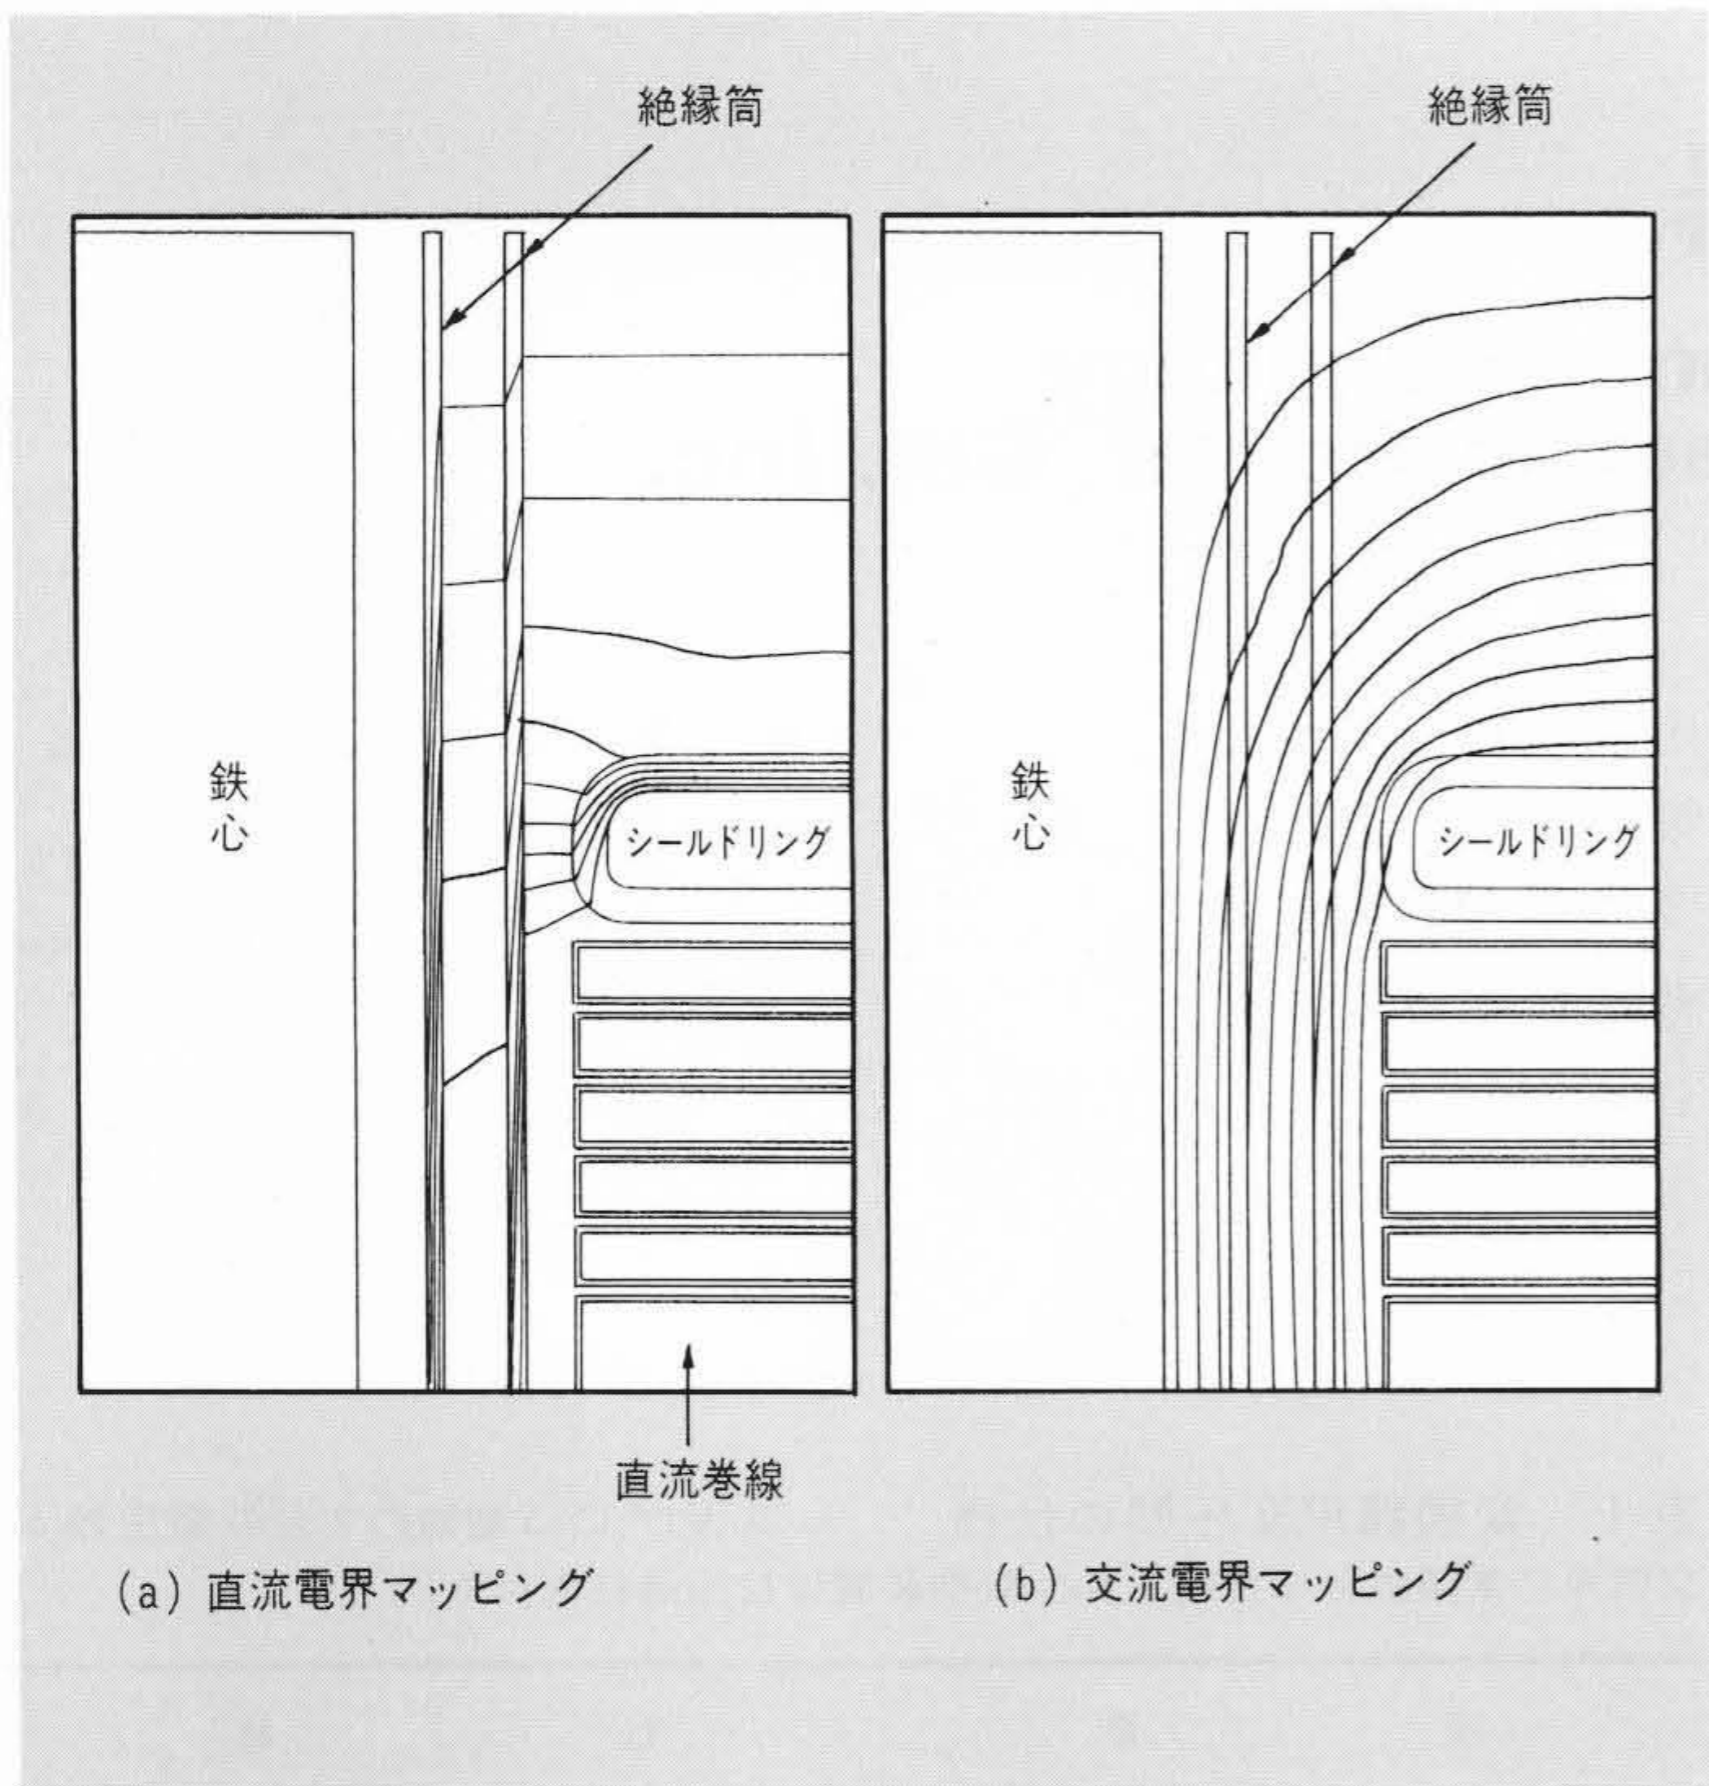 絶縁筒
絶縁筒
鉄心
シールドリング
鉄心
シールドリング
直流巻線
(a) 直流電界マッピング
(b) 交流電界マッピング